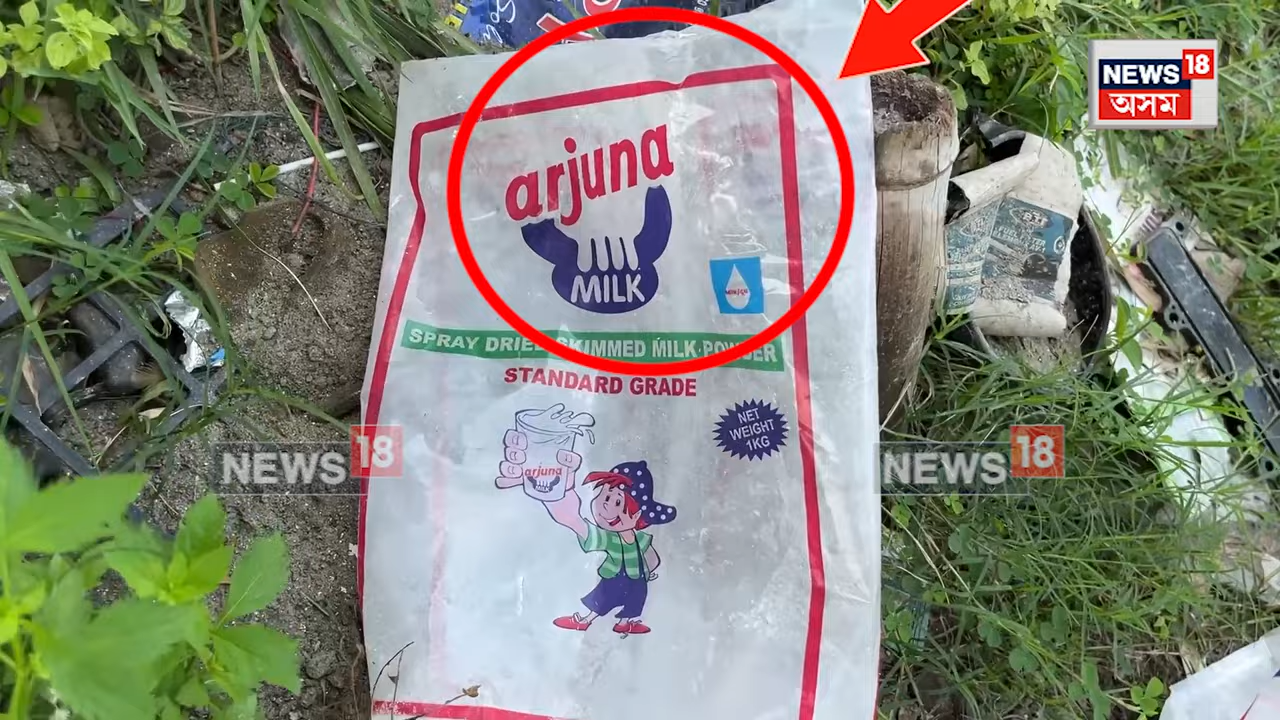 NEWS 18
অসম
arjuna
MILK
SPRAY DRIED SKIMMED MILK POWDER
STANDARD GRADE
NET
WEIGHT
1KG
arjuna
NEWS 18
NEWS 18